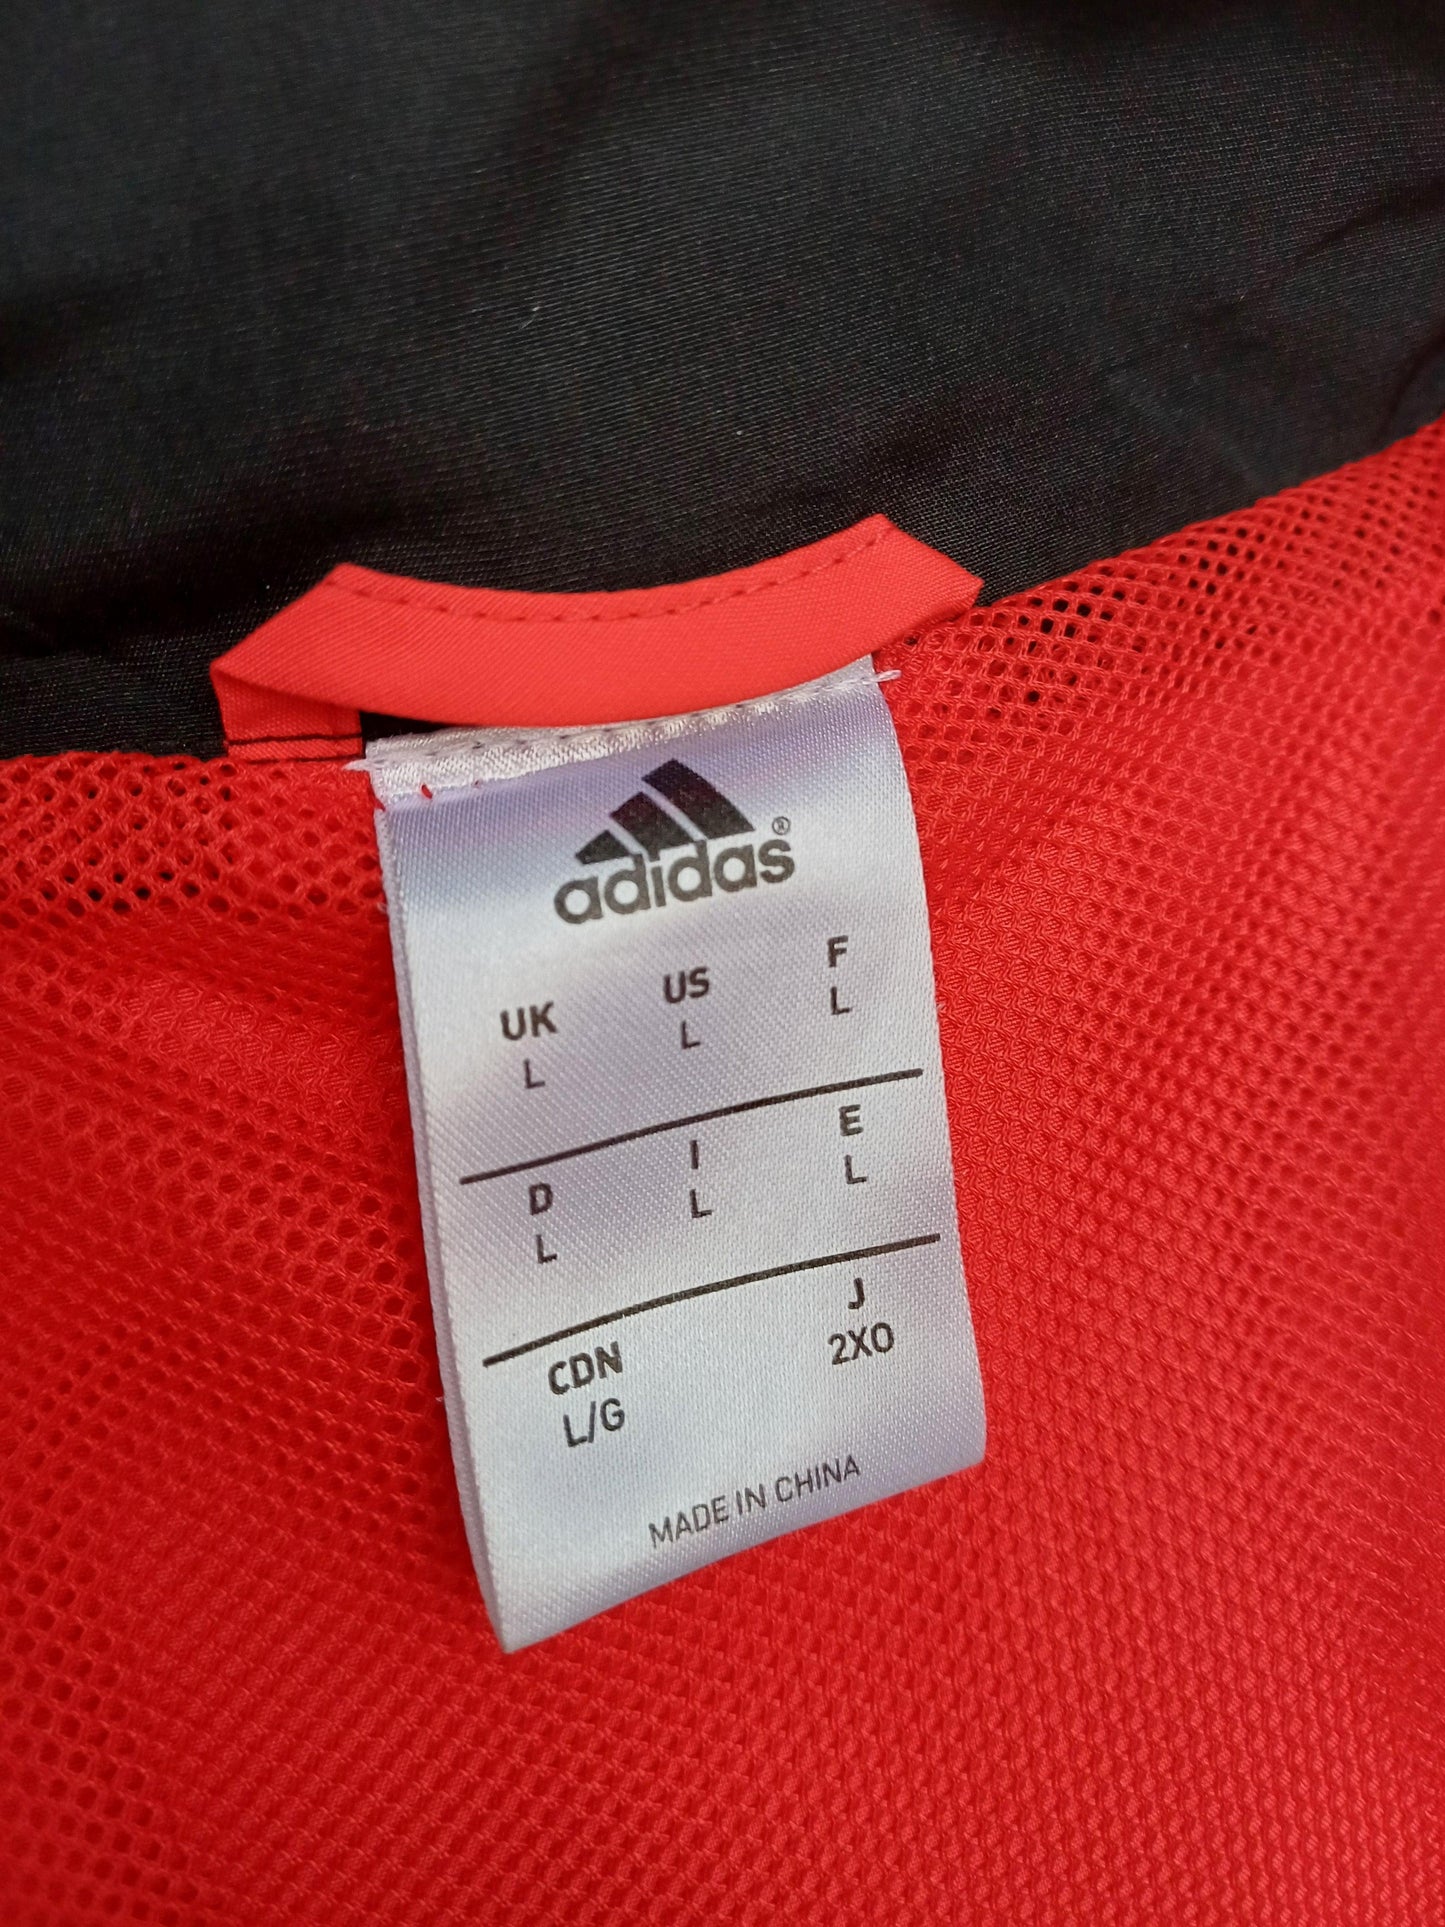 adidas®
UK US F
L L L
D I E
L L L
CDN J
L/G 2XO
MADE IN CHINA